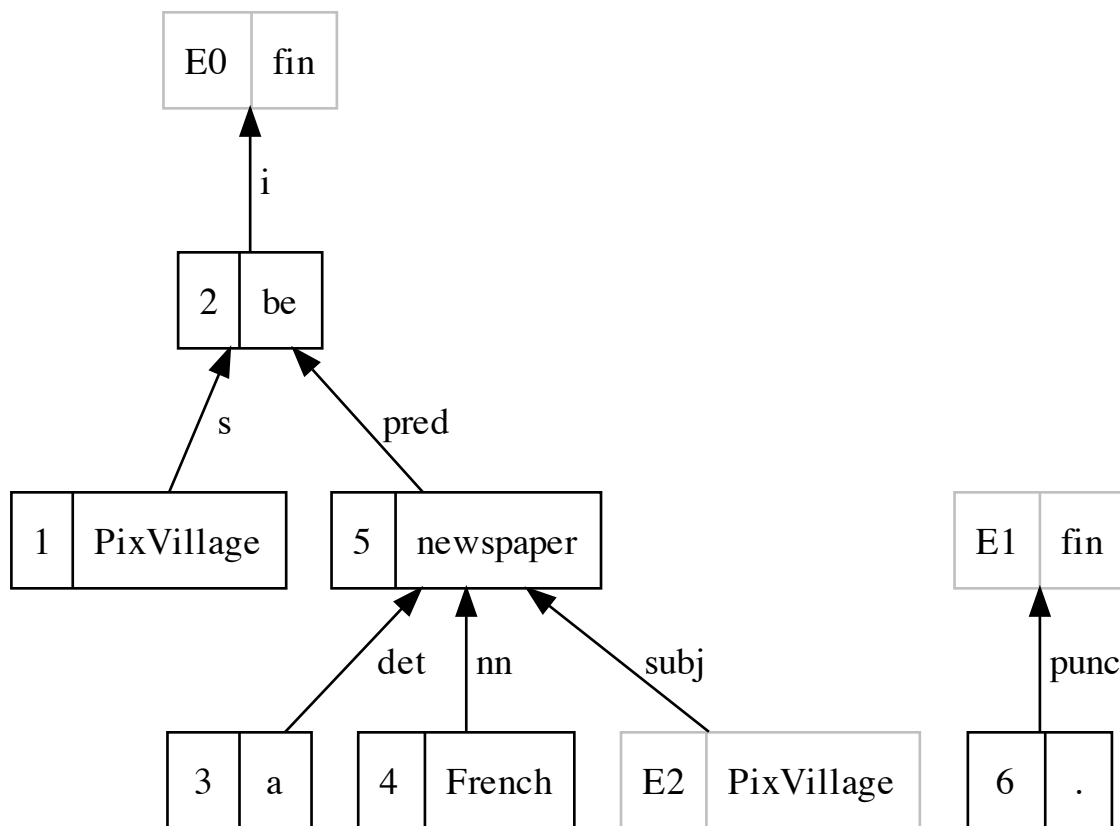 E0 fin
i
2 be
s pred
1 PixVillage 5 newspaper E1 fin
det nn subj punc
3 a 4 French E2 PixVillage 6 .